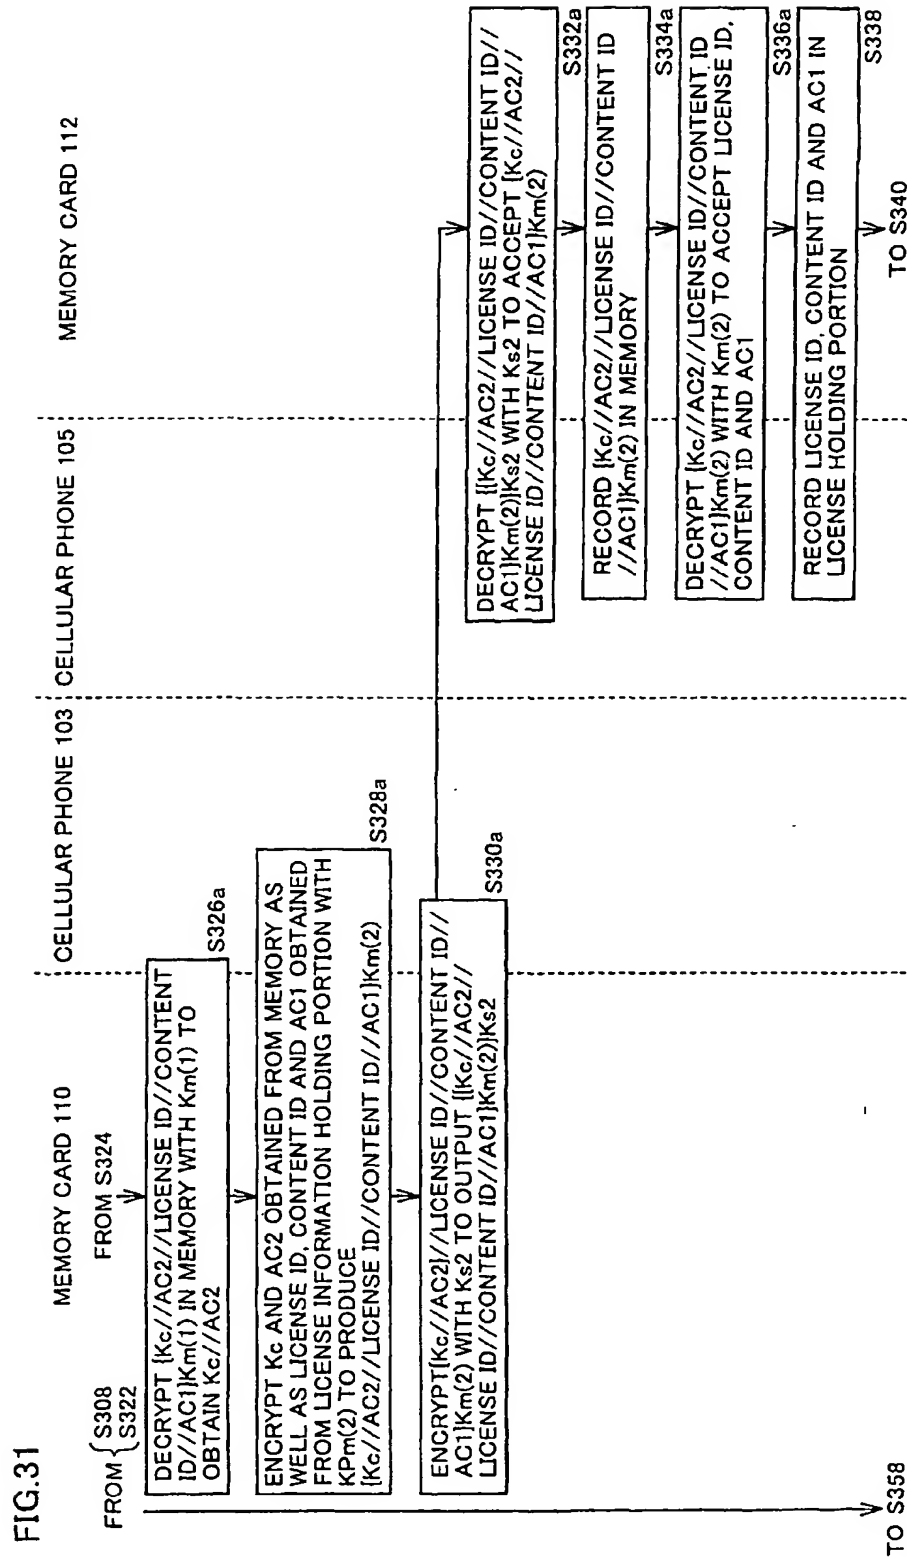 FIG.31
MEMORY CARD 110
CELLULAR PHONE 103
CELLULAR PHONE 105
MEMORY CARD 112
FROM { S308
S322
FROM S324
DECRYPT {Kc//AC2//LICENSE ID//CONTENT
ID//AC1}Km(1) IN MEMORY WITH Km(1) TO
OBTAIN Kc//AC2
S326a
ENCRYPT Kc AND AC2 OBTAINED FROM MEMORY AS
WELL AS LICENSE ID, CONTENT ID AND AC1 OBTAINED
FROM LICENSE INFORMATION HOLDING PORTION WITH
KPm(2) TO PRODUCE
{Kc//AC2//LICENSE ID//CONTENT ID//AC1}Km(2)
S328a
ENCRYPT{Kc//AC2}//LICENSE ID//CONTENT ID//
AC1}Km(2) WITH Ks2 TO OUTPUT {{Kc//AC2//
LICENSE ID//CONTENT ID//AC1}Km(2)}Ks2
S330a
DECRYPT {{Kc//AC2//LICENSE ID//CONTENT ID//
AC1}Km(2)}Ks2 WITH Ks2 TO ACCEPT {Kc//AC2//
LICENSE ID//CONTENT ID//AC1}Km(2)
S332a
RECORD {Kc//AC2//LICENSE ID//CONTENT ID
//AC1}Km(2) IN MEMORY
S334a
DECRYPT {Kc//AC2//LICENSE ID//CONTENT ID
//AC1}Km(2) WITH Km(2) TO ACCEPT LICENSE ID,
CONTENT ID AND AC1
S336a
RECORD LICENSE ID, CONTENT ID AND AC1 IN
LICENSE HOLDING PORTION
S338
TO S340
TO S358